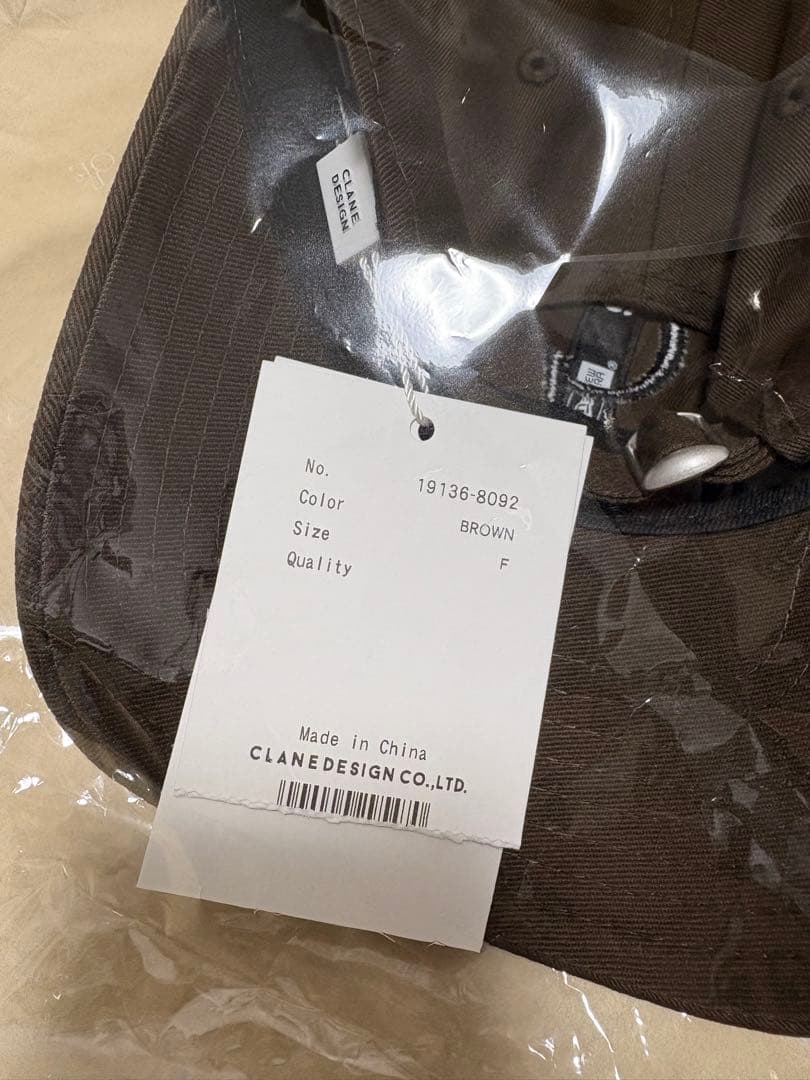 CLANE
DESIGN
No. 19136-8092
Color BROWN
Size F
Quality
Made in China
CLANE DESIGN CO.,LTD.